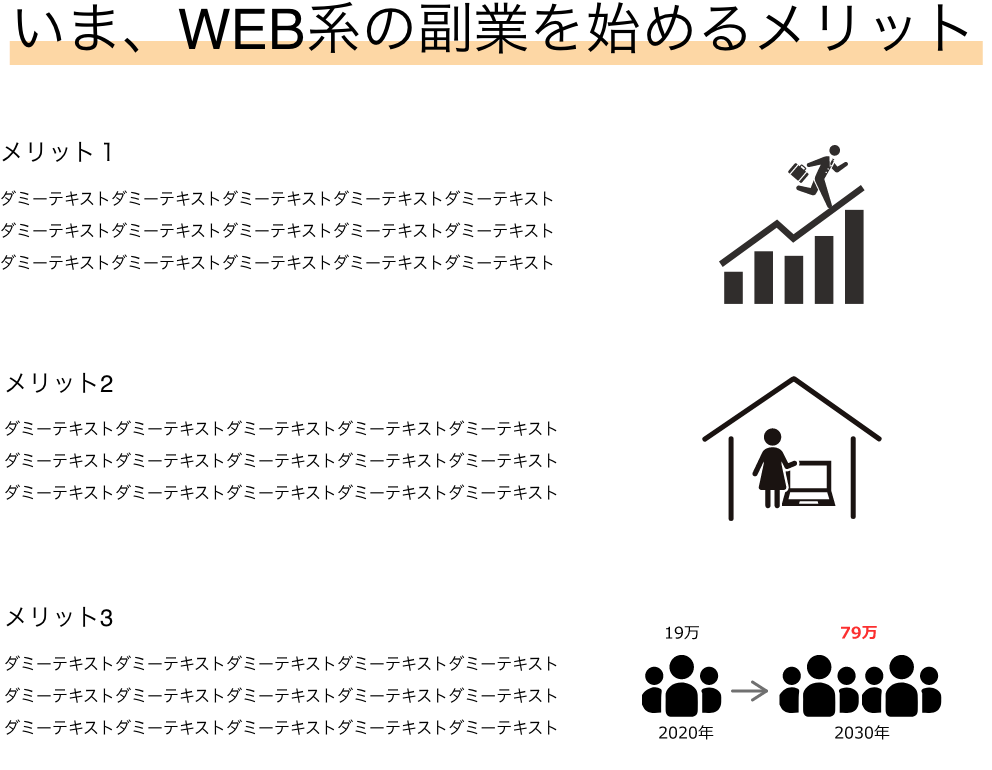 いま、WEB系の副業を始めるメリット
メリット 1
ダミーテキストダミーテキストダミーテキストダミーテキストダミーテキスト
ダミーテキストダミーテキストダミーテキストダミーテキストダミーテキスト
ダミーテキストダミーテキストダミーテキストダミーテキストダミーテキスト
メリット2
ダミーテキストダミーテキストダミーテキストダミーテキストダミーテキスト
ダミーテキストダミーテキストダミーテキストダミーテキストダミーテキスト
ダミーテキストダミーテキストダミーテキストダミーテキストダミーテキスト
メリット3
ダミーテキストダミーテキストダミーテキストダミーテキストダミーテキスト
ダミーテキストダミーテキストダミーテキストダミーテキストダミーテキスト
ダミーテキストダミーテキストダミーテキストダミーテキストダミーテキスト
19万
79万
2020年
2030年